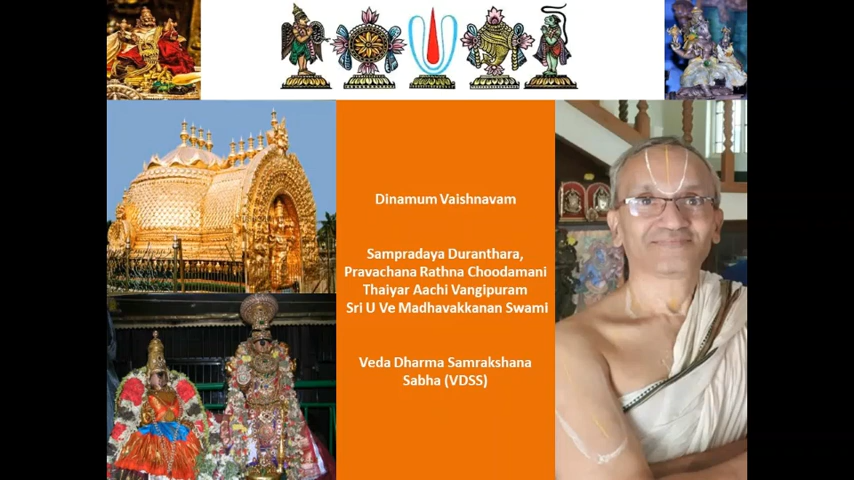 Dinamum Vaishnavam
Sampradaya Duranthara,
Pravachana Rathna Choodamani
Thaiyar Aachi Vangipuram
Sri U Ve Madhavakkanan Swami
Veda Dharma Samrakshana
Sabha (VDSS)